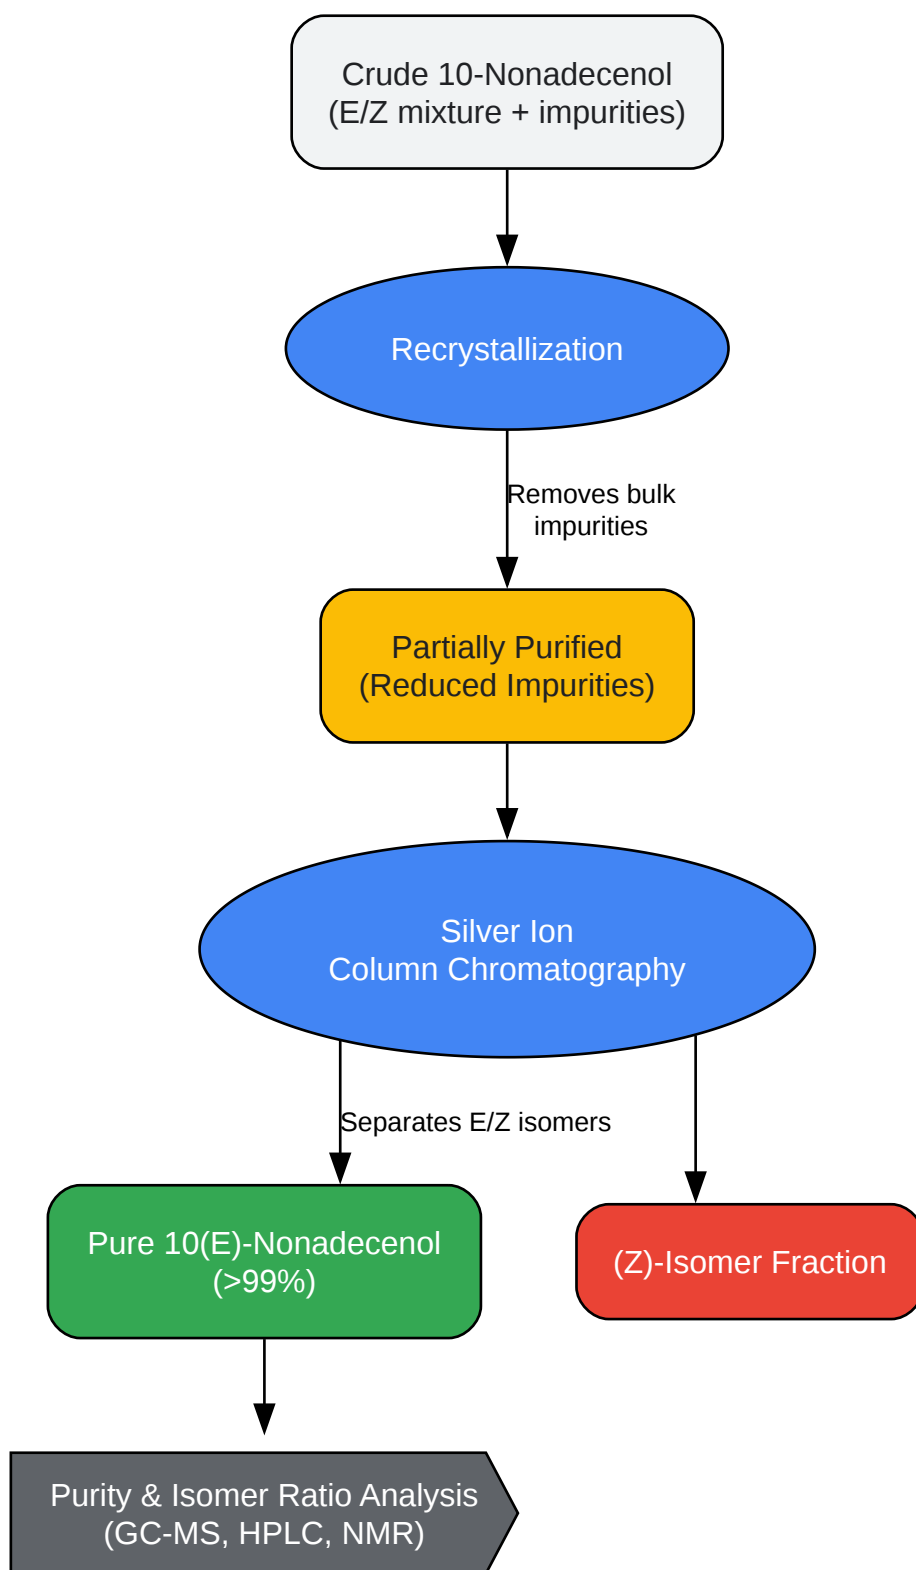 Crude 10-Nonadecenol
(E/Z mixture + impurities)
Recrystallization
Removes bulk
impurities
Partially Purified
(Reduced Impurities)
Silver Ion
Column Chromatography
Separates E/Z isomers
Pure 10(E)-Nonadecenol
(>99%)
(Z)-Isomer Fraction
Purity & Isomer Ratio Analysis
(GC-MS, HPLC, NMR)